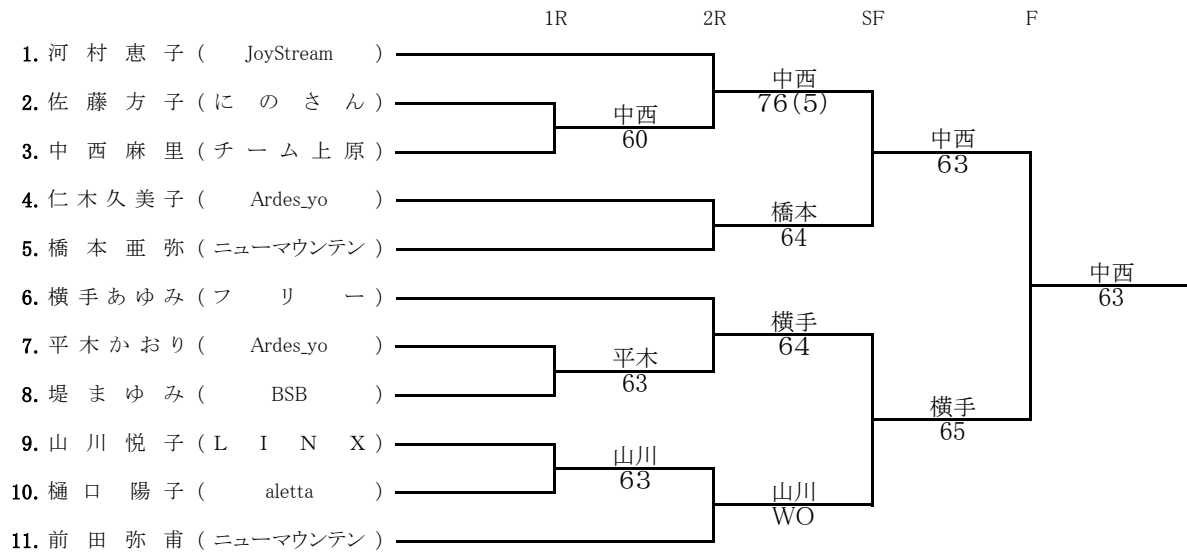 1R 2R SF F
1. 河村恵子 ( JoyStream )
2. 佐藤方子 ( にのさん )
3. 中西麻里 ( チーム上原 )
4. 仁木久美子 ( Ardes_yo )
5. 橋本亜弥 ( ニューマウンテン )
6. 横手あゆみ ( フリー )
7. 平木かおり ( Ardes_yo )
8. 堤まゆみ ( BSB )
9. 山川悦子 ( LINX )
10. 樋口陽子 ( aletta )
11. 前田弥甫 ( ニューマウンテン )
中西
60
平木
63
山川
63
中西
76(5)
橋本
64
横手
64
山川
WO
中西
63
横手
65
中西
63